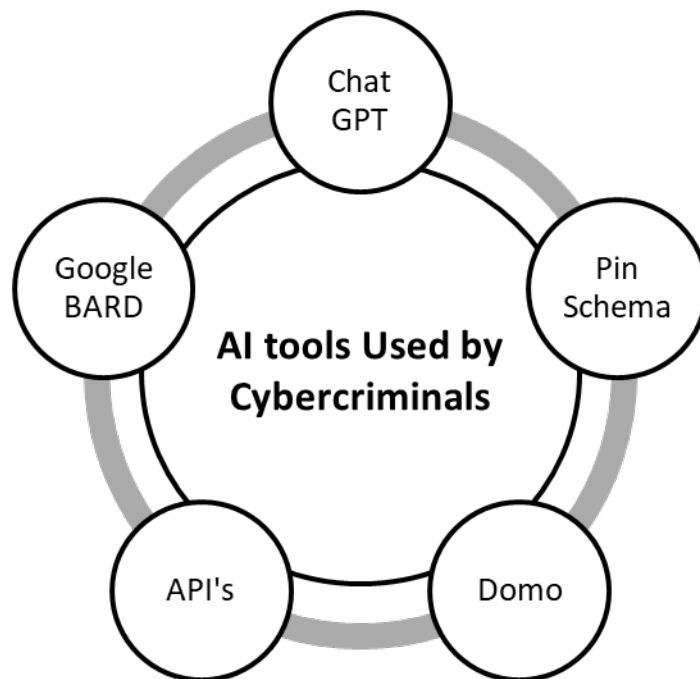 Chat
GPT
Google
BARD
Pin
Schema
AI tools Used by
Cybercriminals
API's
Domo